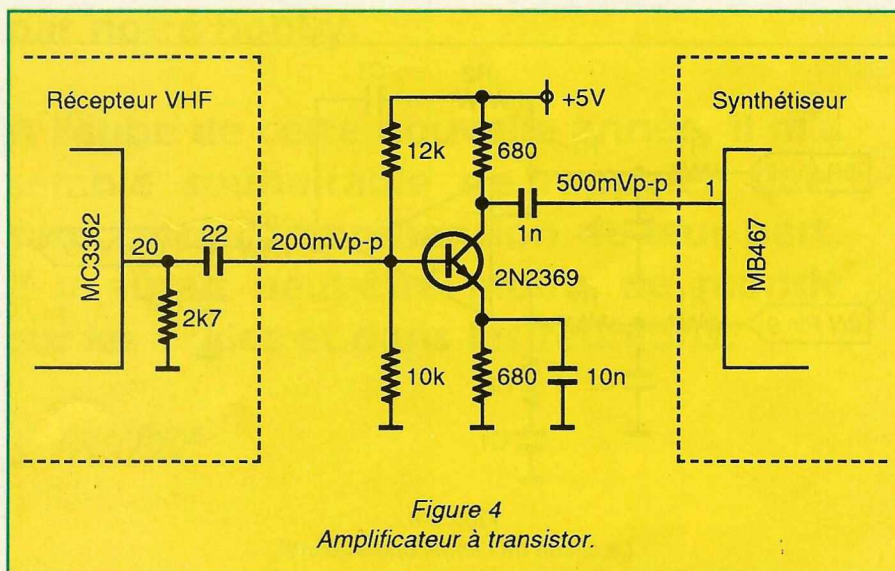 Récepteur VHF
Synthétiseur
+5V
12k
680
500mVp-p
1
1n
MC3362
20
22
200mVp-p
2N2369
MB467
2k7
10k
680
10n
Figure 4
Amplificateur à transistor.